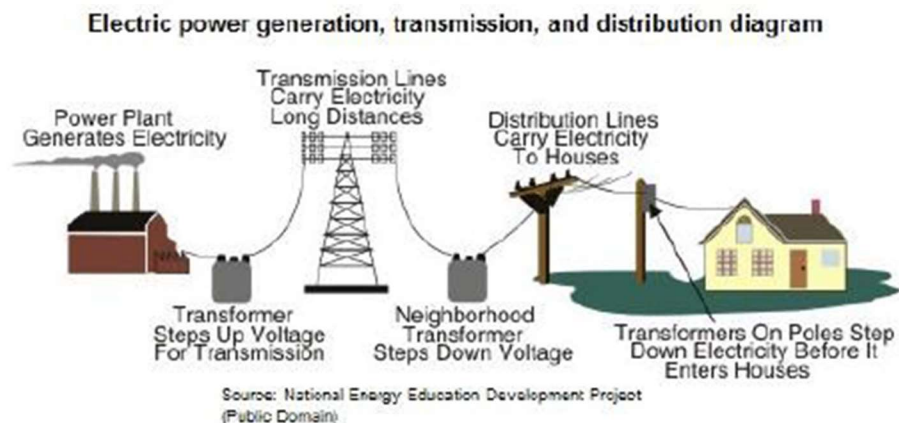 Electric power generation, transmission, and distribution diagram
Power Plant
Generates Electricity
Transmission Lines
Carry Electricity
Long Distances
Distribution Lines
Carry Electricity
To Houses
Transformer
Steps Up Voltage
For Transmission
Neighborhood
Transformer
Steps Down Voltage
Transformers On Poles Step
Down Electricity Before It
Enters Houses
Source: National Energy Education Development Project
(Public Domain)